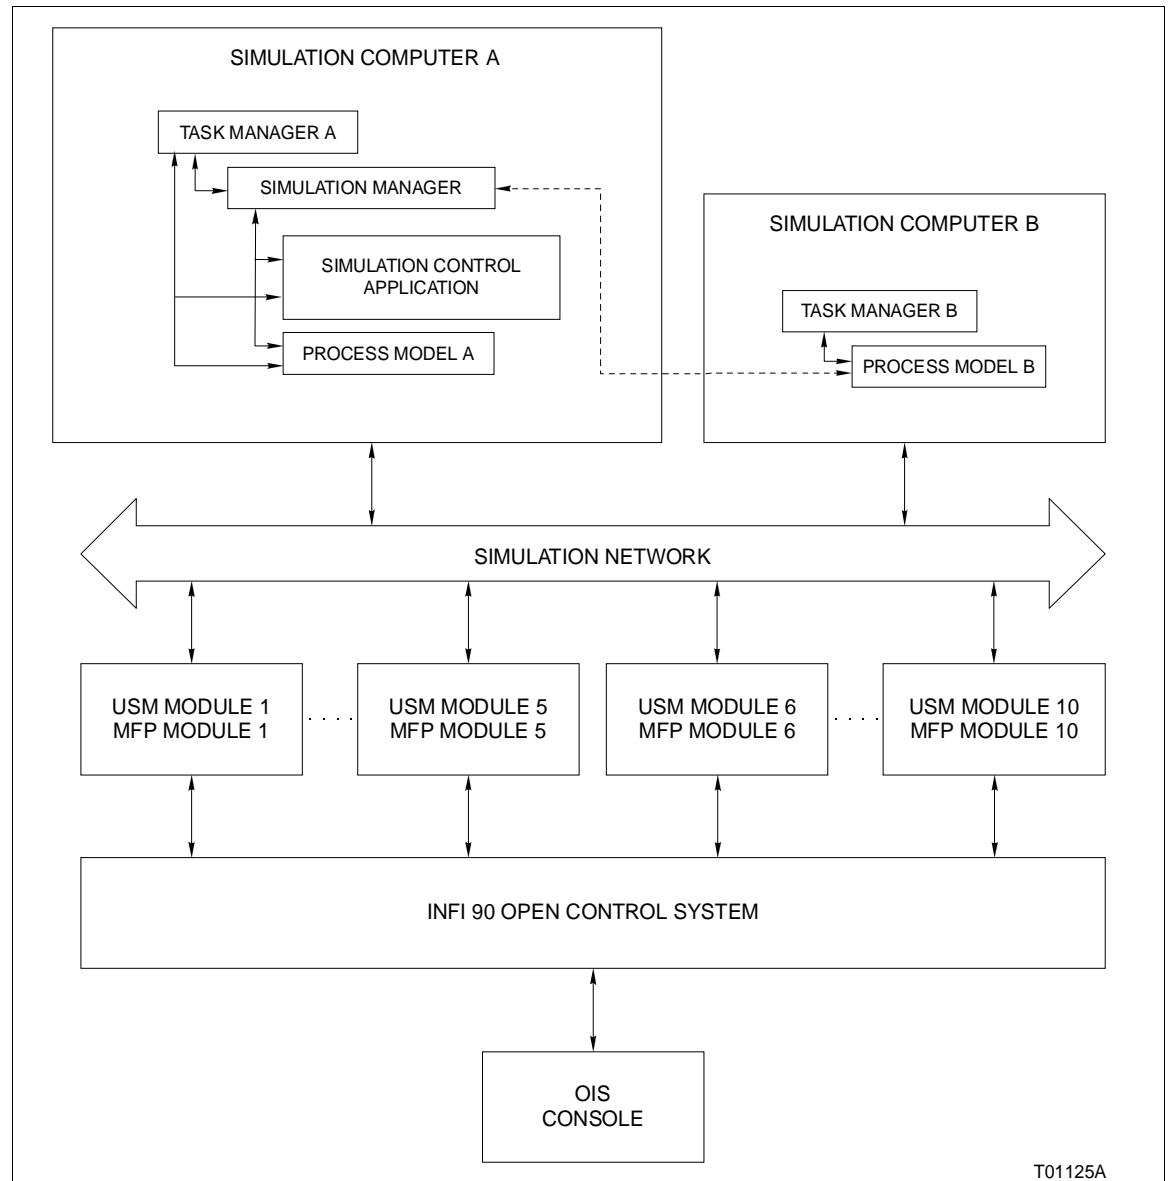 SIMULATION COMPUTER A
TASK MANAGER A
SIMULATION MANAGER
SIMULATION CONTROL
APPLICATION
PROCESS MODEL A
SIMULATION COMPUTER B
TASK MANAGER B
PROCESS MODEL B
SIMULATION NETWORK
USM MODULE 1
MFP MODULE 1
. . . .
USM MODULE 5
MFP MODULE 5
USM MODULE 6
MFP MODULE 6
. . . .
USM MODULE 10
MFP MODULE 10
INFI 90 OPEN CONTROL SYSTEM
OIS
CONSOLE
T01125A